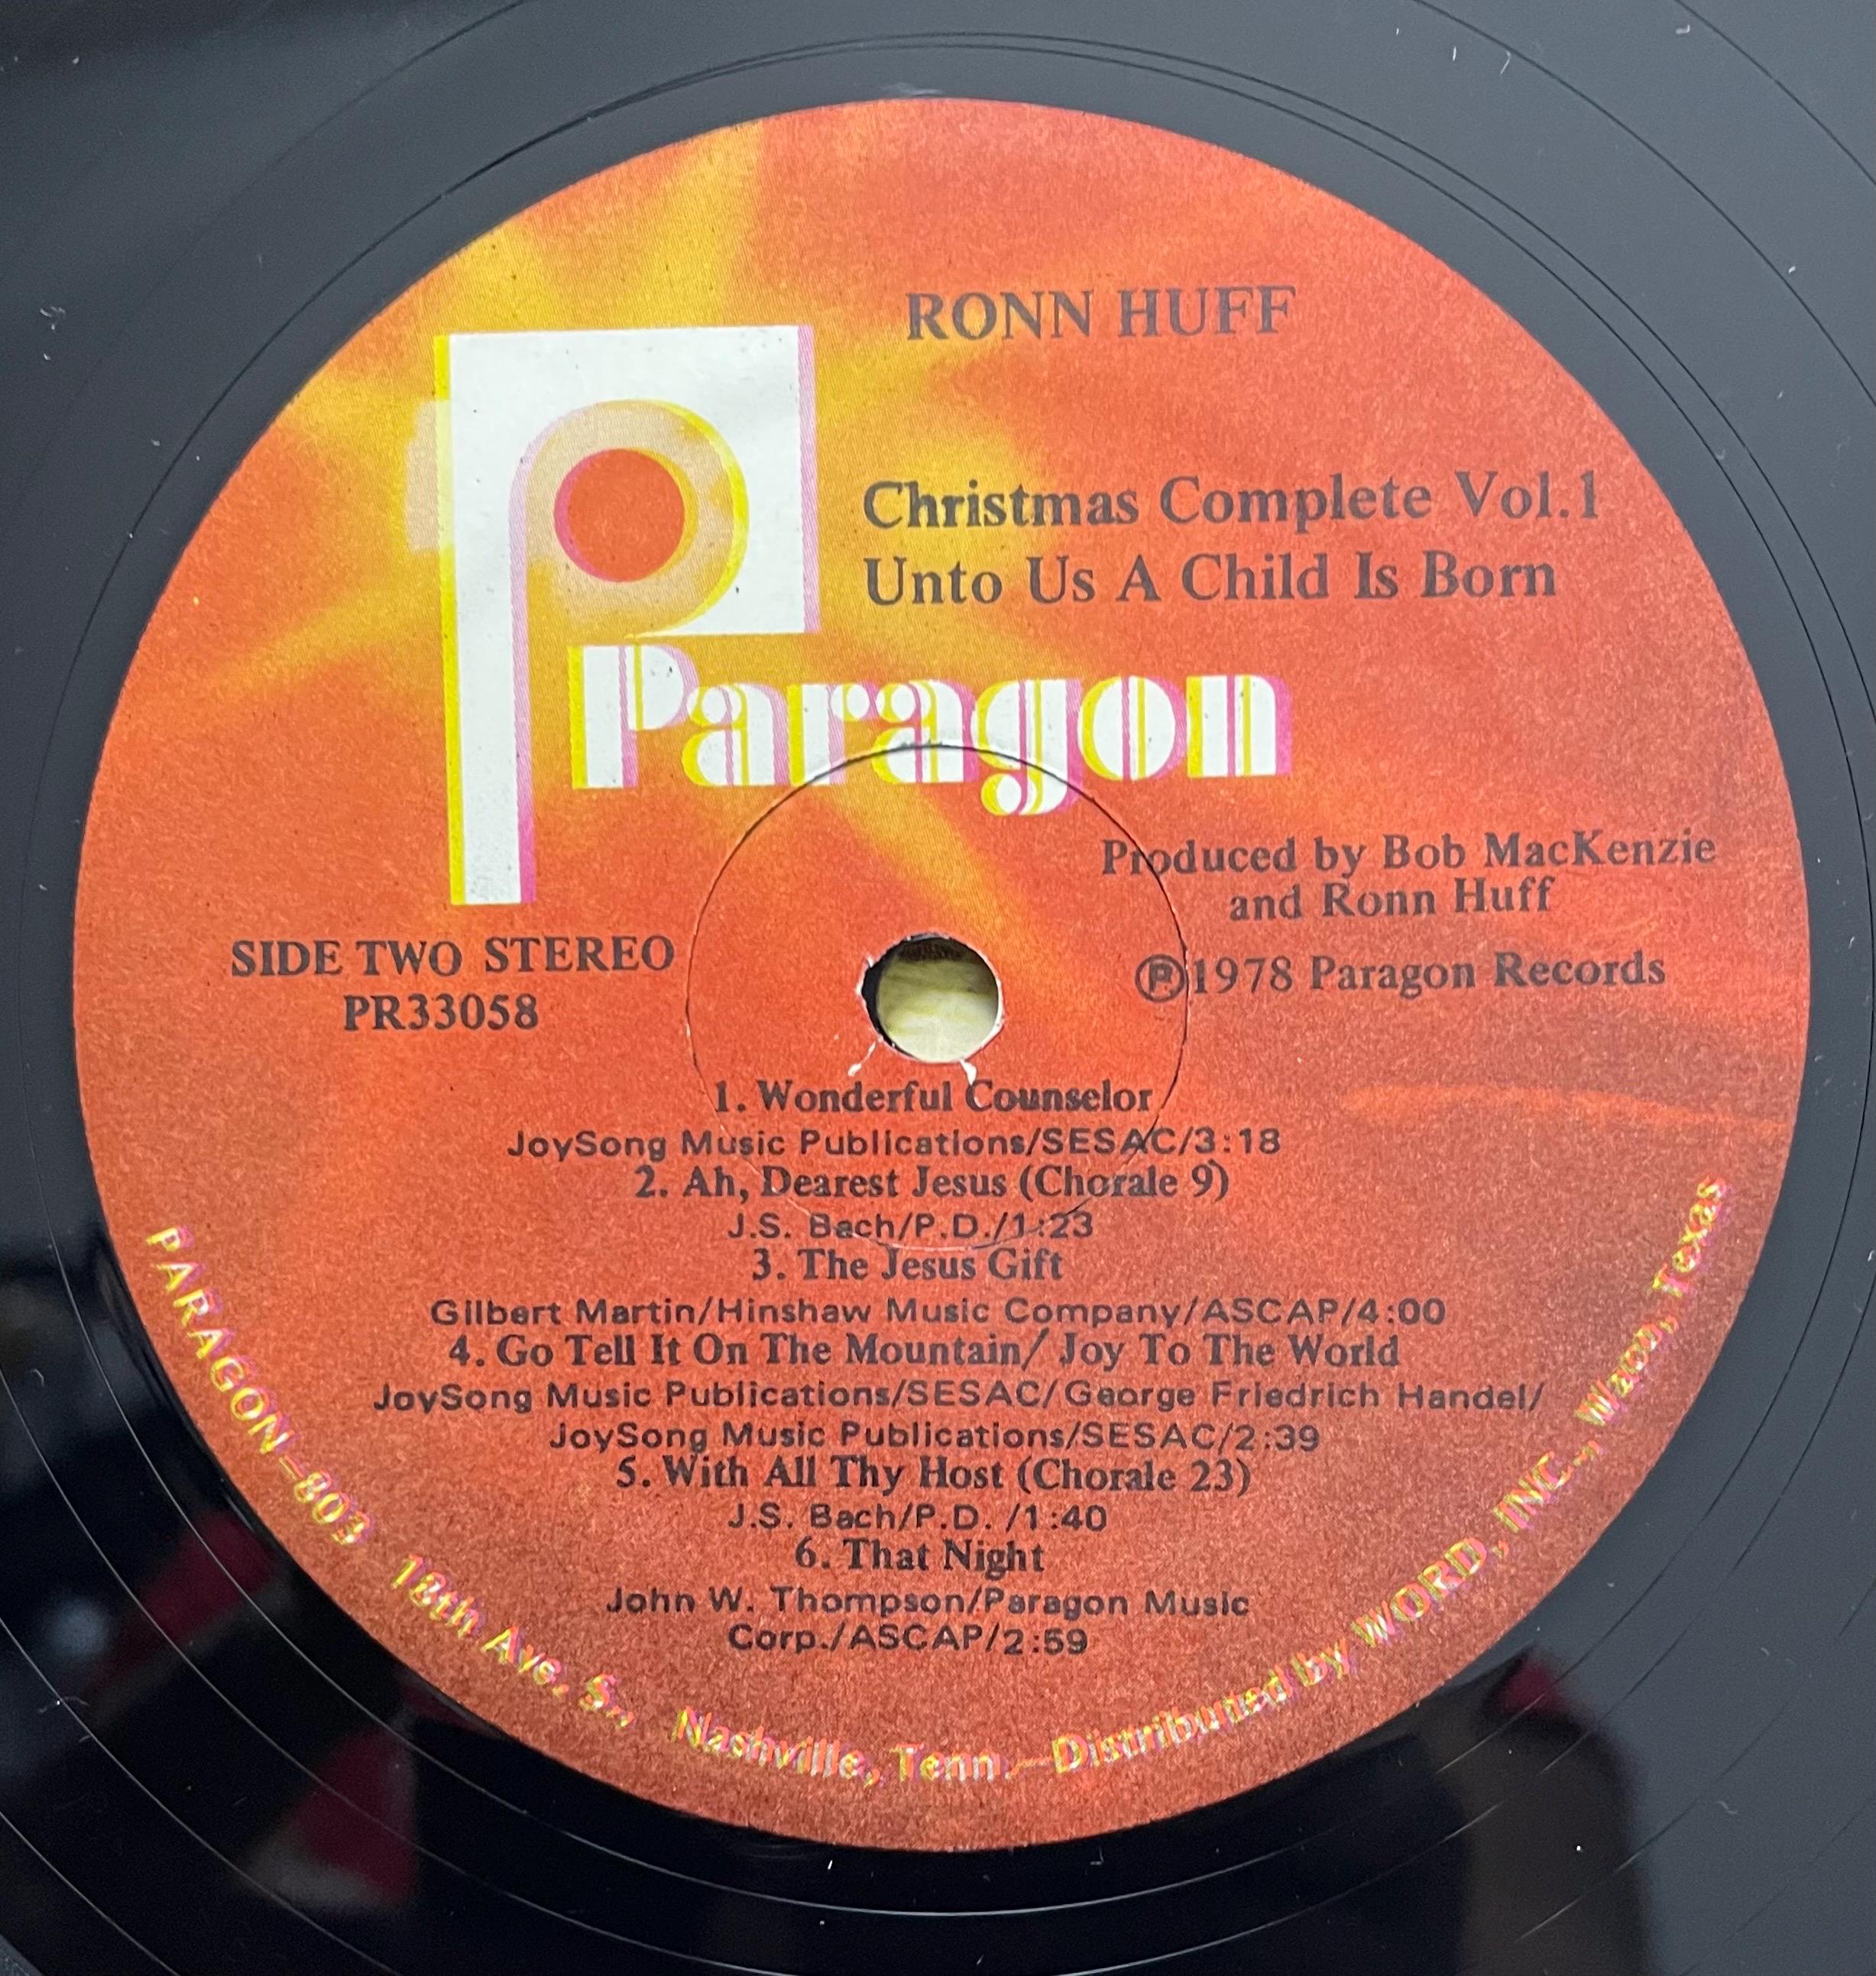 RONN HUFF
Christmas Complete Vol.1
Unto Us A Child Is Born
P
Paragon
Produced by Bob MacKenzie
and Ronn Huff
SIDE TWO STEREO
PR33058
℗1978 Paragon Records
1. Wonderful Counselor
JoySong Music Publications/SESAC/3:18
2. Ah, Dearest Jesus (Chorale 9)
J.S. Bach/P.D./1:23
3. The Jesus Gift
Gilbert Martin/Hinshaw Music Company/ASCAP/4:00
4. Go Tell It On The Mountain/ Joy To The World
JoySong Music Publications/SESAC/George Friedrich Handel/
JoySong Music Publications/SESAC/2:39
5. With All Thy Host (Chorale 23)
J.S. Bach/P.D. /1:40
6. That Night
John W. Thompson/Paragon Music
Corp./ASCAP/2:59
PARAGON—803 18th Ave. S., Nashville, Tenn.—Distributed by WORD, INC., Waco, Texas